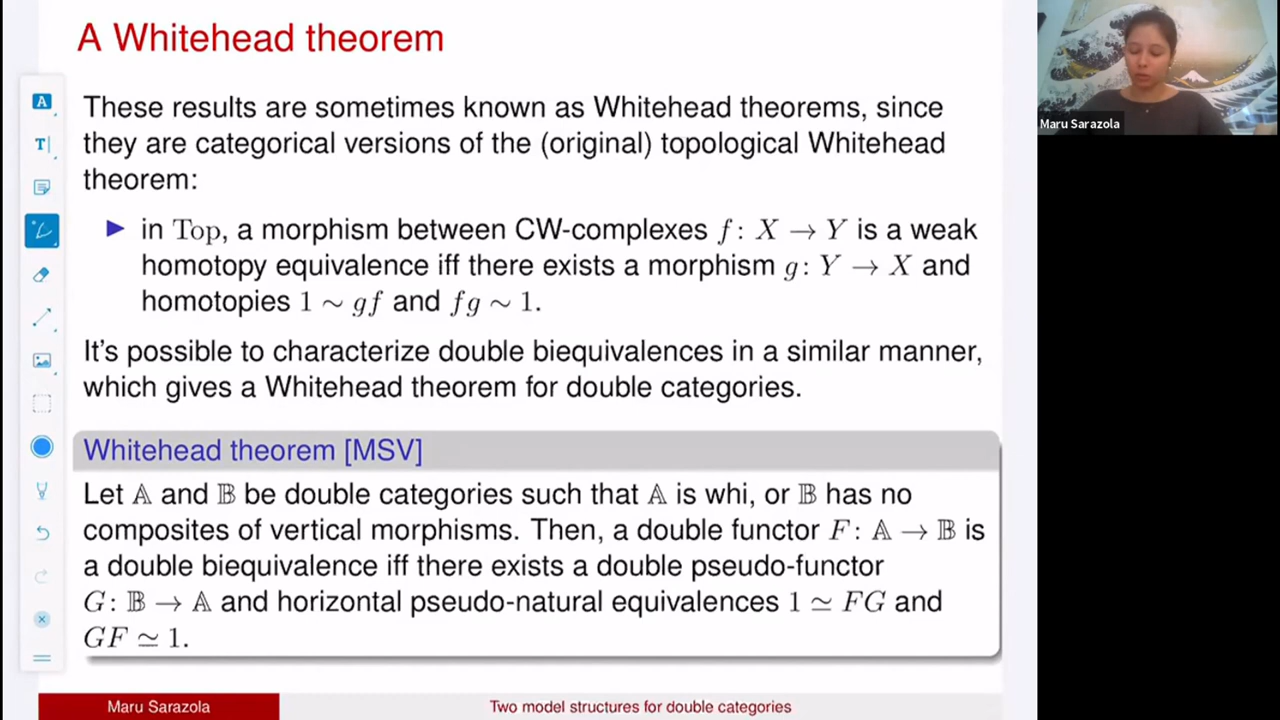 A Whitehead theorem
These results are sometimes known as Whitehead theorems, since
they are categorical versions of the (original) topological Whitehead
theorem:
in Top, a morphism between CW-complexes f: X → Y is a weak
homotopy equivalence iff there exists a morphism g: Y → X and
homotopies 1 ~ gf and fg ~ 1.
It's possible to characterize double biequivalences in a similar manner,
which gives a Whitehead theorem for double categories.
Whitehead theorem [MSV]
Let 𝔸 and 𝔹 be double categories such that 𝔸 is whi, or 𝔹 has no
composites of vertical morphisms. Then, a double functor F: 𝔸 → 𝔹 is
a double biequivalence iff there exists a double pseudo-functor
G: 𝔹 → 𝔸 and horizontal pseudo-natural equivalences 1 ≃ FG and
GF ≃ 1.
Maru Sarazola
Two model structures for double categories
Maru Sarazola
A
T